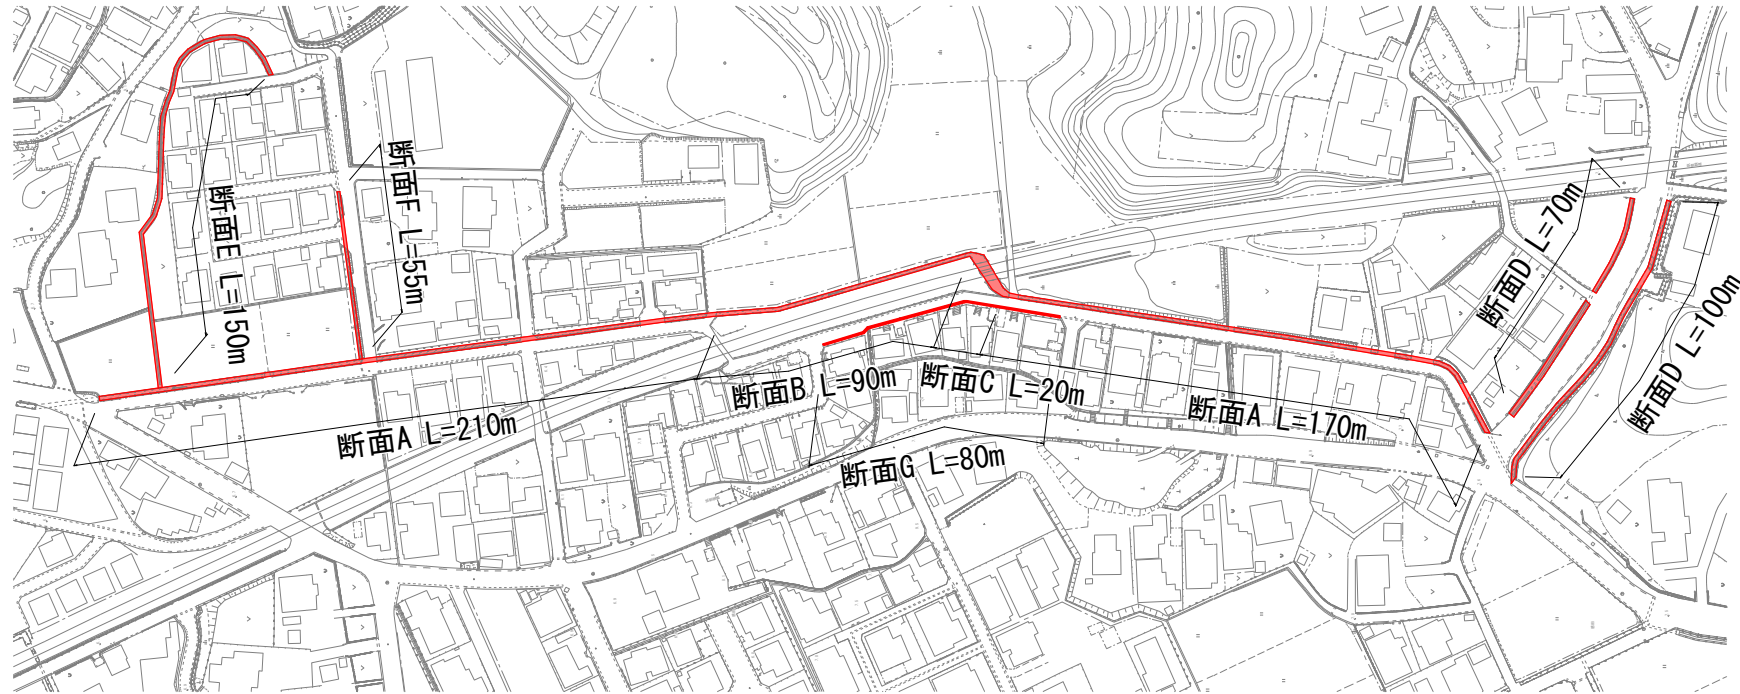 断面E L=150m
断面F L=55m
断面A L=210m
断面B L=90m
断面C L=20m
断面G L=80m
断面A L=170m
断面D L=70m
断面D L=100m